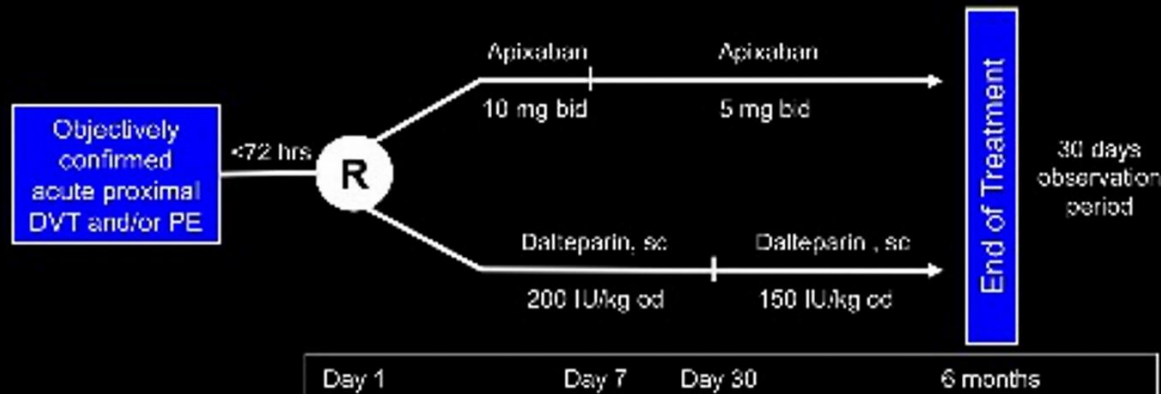 Objectively
confirmed
acute proximal
DVT and/or PE
<72 hrs
R
Apixaban
10 mg bid
Apixaban
5 mg bid
Dalteparin, sc
200 IU/kg od
Dalteparin , sc
150 IU/kg od
End of Treatment
30 days
observation
period
Day 1
Day 7
Day 30
6 months